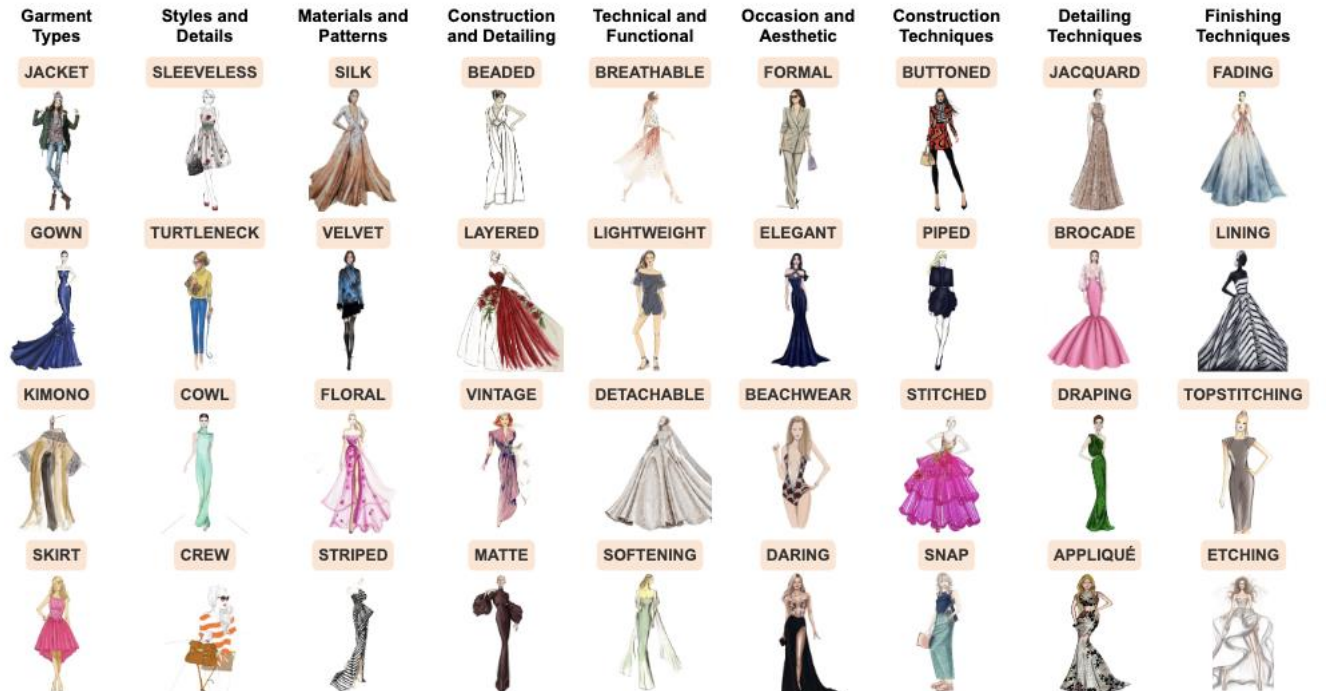 Garment Types
Styles and Details
Materials and Patterns
Construction and Detailing
Technical and Functional
Occasion and Aesthetic
Construction Techniques
Detailing Techniques
Finishing Techniques
JACKET SLEEVELESS SILK BEADED BREATHABLE FORMAL BUTTONED JACQUARD FADING
GOWN TURTLENECK VELVET LAYERED LIGHTWEIGHT ELEGANT PIPED BROCADE LINING
KIMONO COWL FLORAL VINTAGE DETACHABLE BEACHWEAR STITCHED DRAPING TOPSTITCHING
SKIRT CREW STRIPED MATTE SOFTENING DARING SNAP APPLIQUÉ ETCHING